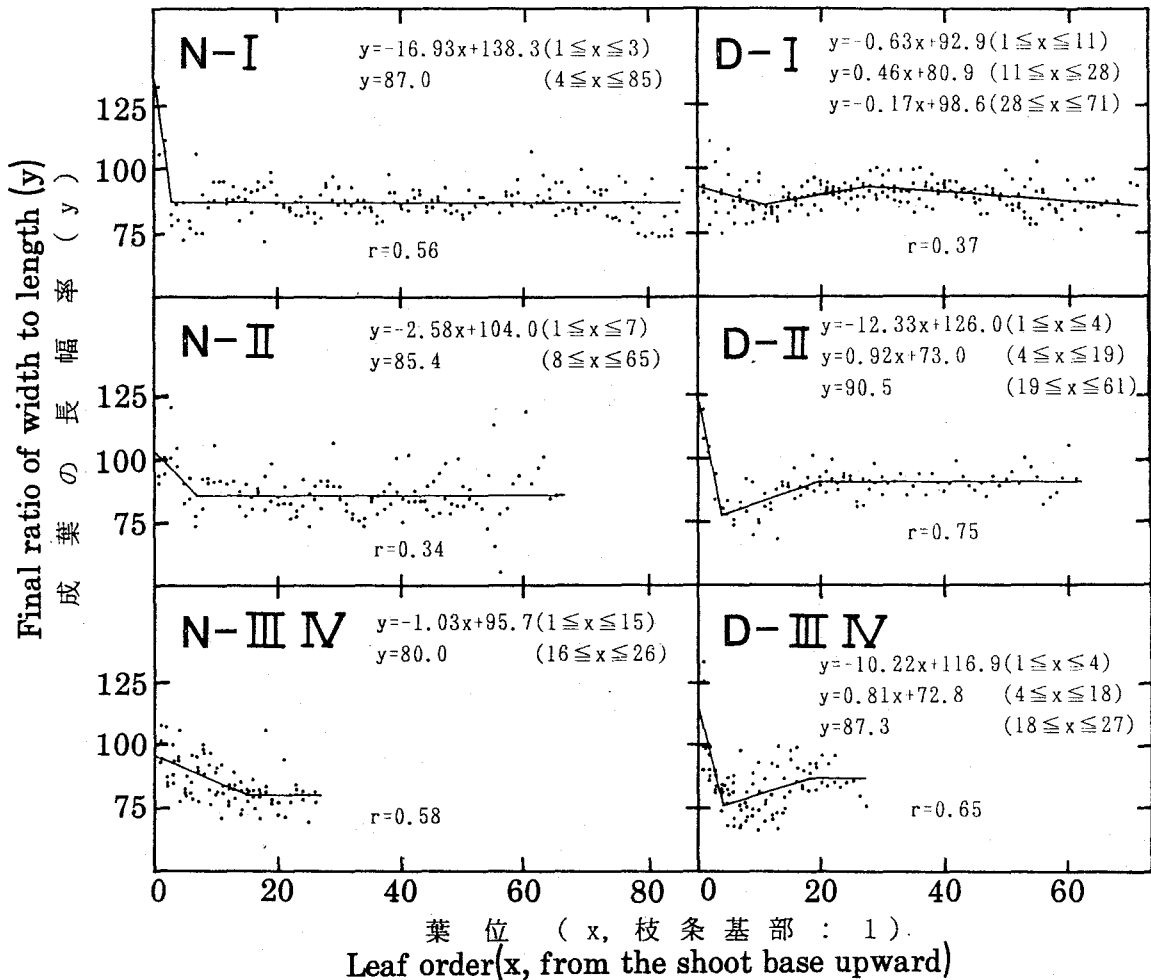 Final ratio of width to length (y)
成葉の長幅率(y)
N-Ⅰ
y=-16.93x+138.3(1≦x≦3)
y=87.0 (4≦x≦85)
r=0.56
125
100
75
D-Ⅰ
y=-0.63x+92.9(1≦x≦11)
y=0.46x+80.9 (11≦x≦28)
y=-0.17x+98.6(28≦x≦71)
r=0.37
N-Ⅱ
y=-2.58x+104.0(1≦x≦7)
y=85.4 (8≦x≦65)
r=0.34
125
100
75
D-Ⅱ
y=-12.33x+126.0(1≦x≦4)
y=0.92x+73.0 (4≦x≦19)
y=90.5 (19≦x≦61)
r=0.75
N-Ⅲ Ⅳ
y=-1.03x+95.7(1≦x≦15)
y=80.0 (16≦x≦26)
r=0.58
125
100
75
D-Ⅲ Ⅳ
y=-10.22x+116.9(1≦x≦4)
y=0.81x+72.8 (4≦x≦18)
y=87.3 (18≦x≦27)
r=0.65
0 20 40 60 80 0 20 40 60
葉位(x,枝条基部:1)
Leaf order(x, from the shoot base upward)